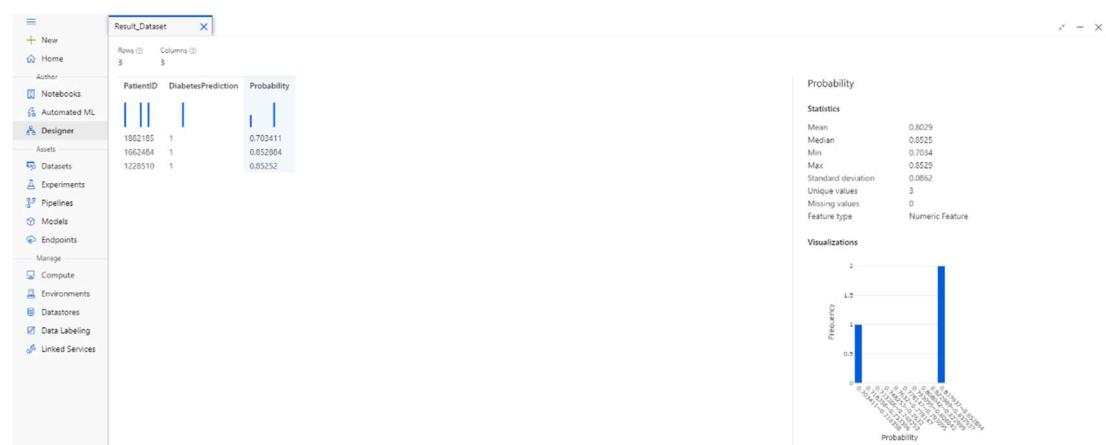 Result_Dataset
New
Home
Author
Notebooks
Automated ML
Designer
Assets
Datasets
Experiments
Pipelines
Models
Endpoints
Manage
Compute
Environments
Datastores
Data Labeling
Linked Services
Rows Columns
3 3
PatientID DiabetesPrediction Probability
1882185 1 0.703411
1662484 1 0.852884
1228510 1 0.85252
Probability
Statistics
Mean 0.8029
Median 0.8525
Min 0.7034
Max 0.8529
Standard deviation 0.0862
Unique values 3
Missing values 0
Feature type Numeric Feature
Visualizations
2
1.5
1
0.5
0
Frequency
Probability